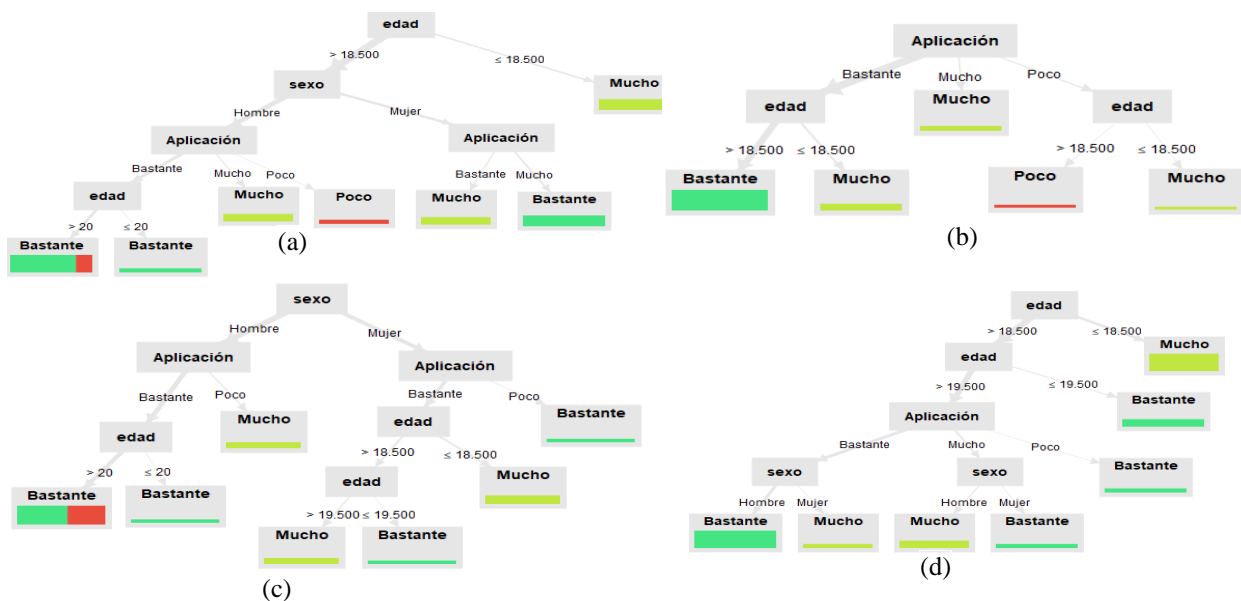 edad
> 18.500
≤ 18.500
sexo
Mucho
Hombre
Mujer
Aplicación
Aplicación
Bastante
Mucho
Poco
Bastante
Mucho
edad
Mucho
Poco
Mucho
Bastante
> 20
≤ 20
Bastante
Bastante
(a)
Aplicación
Bastante
Mucho
Poco
edad
Mucho
edad
> 18.500
≤ 18.500
> 18.500
≤ 18.500
Bastante
Mucho
Poco
Mucho
(b)
sexo
Hombre
Mujer
Aplicación
Aplicación
Bastante
Poco
Bastante
Poco
edad
Mucho
edad
Bastante
> 20
≤ 20
> 18.500
≤ 18.500
Bastante
Bastante
edad
Mucho
> 19.500
≤ 19.500
Mucho
Bastante
(c)
edad
> 18.500
≤ 18.500
edad
Mucho
> 19.500
≤ 19.500
Aplicación
Bastante
Bastante
Mucho
Poco
sexo
sexo
Bastante
Hombre
Mujer
Hombre
Mujer
Bastante
Mucho
Mucho
Bastante
(d)